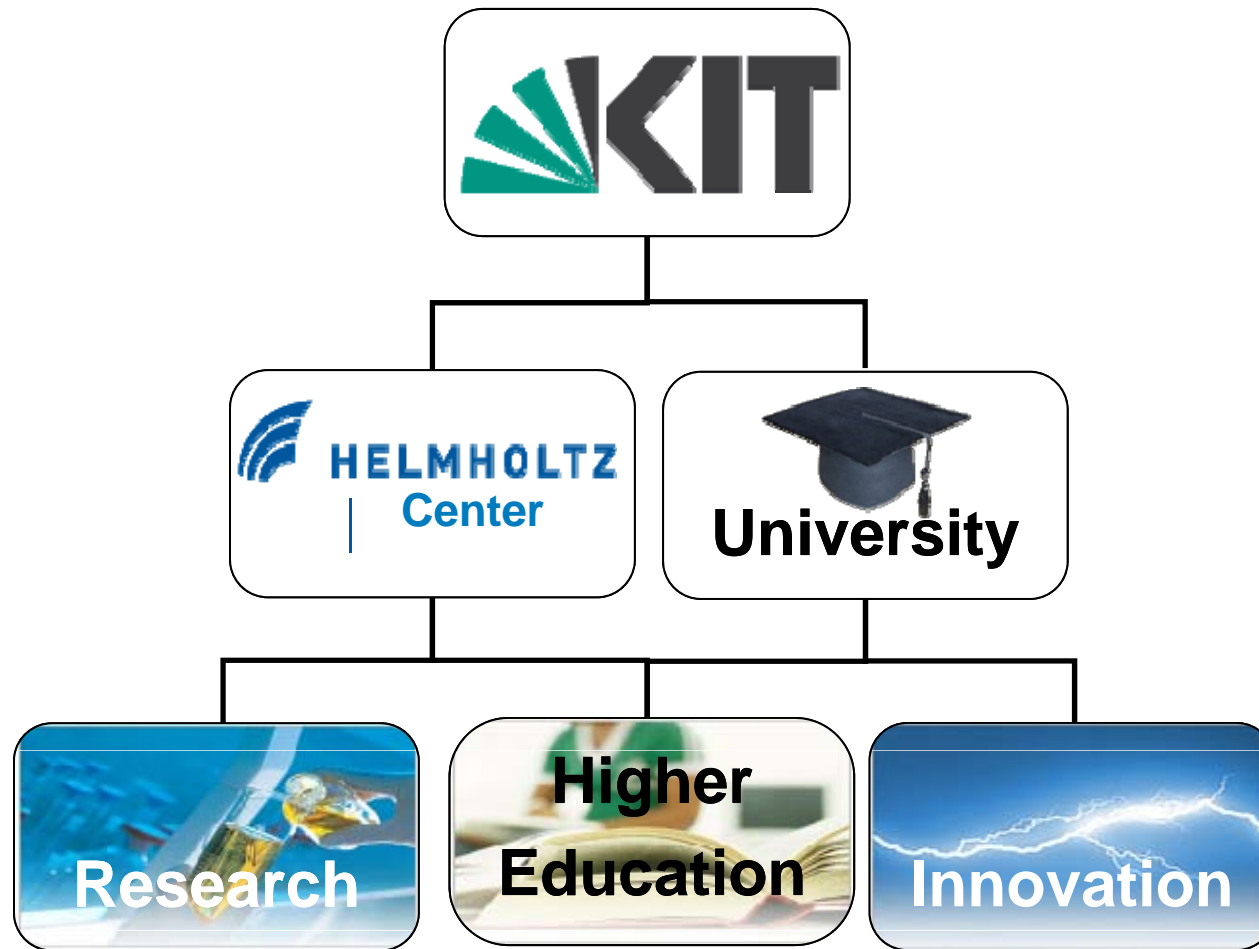 KIT
HELMHOLTZ
Center
University
Research
Higher
Education
Innovation